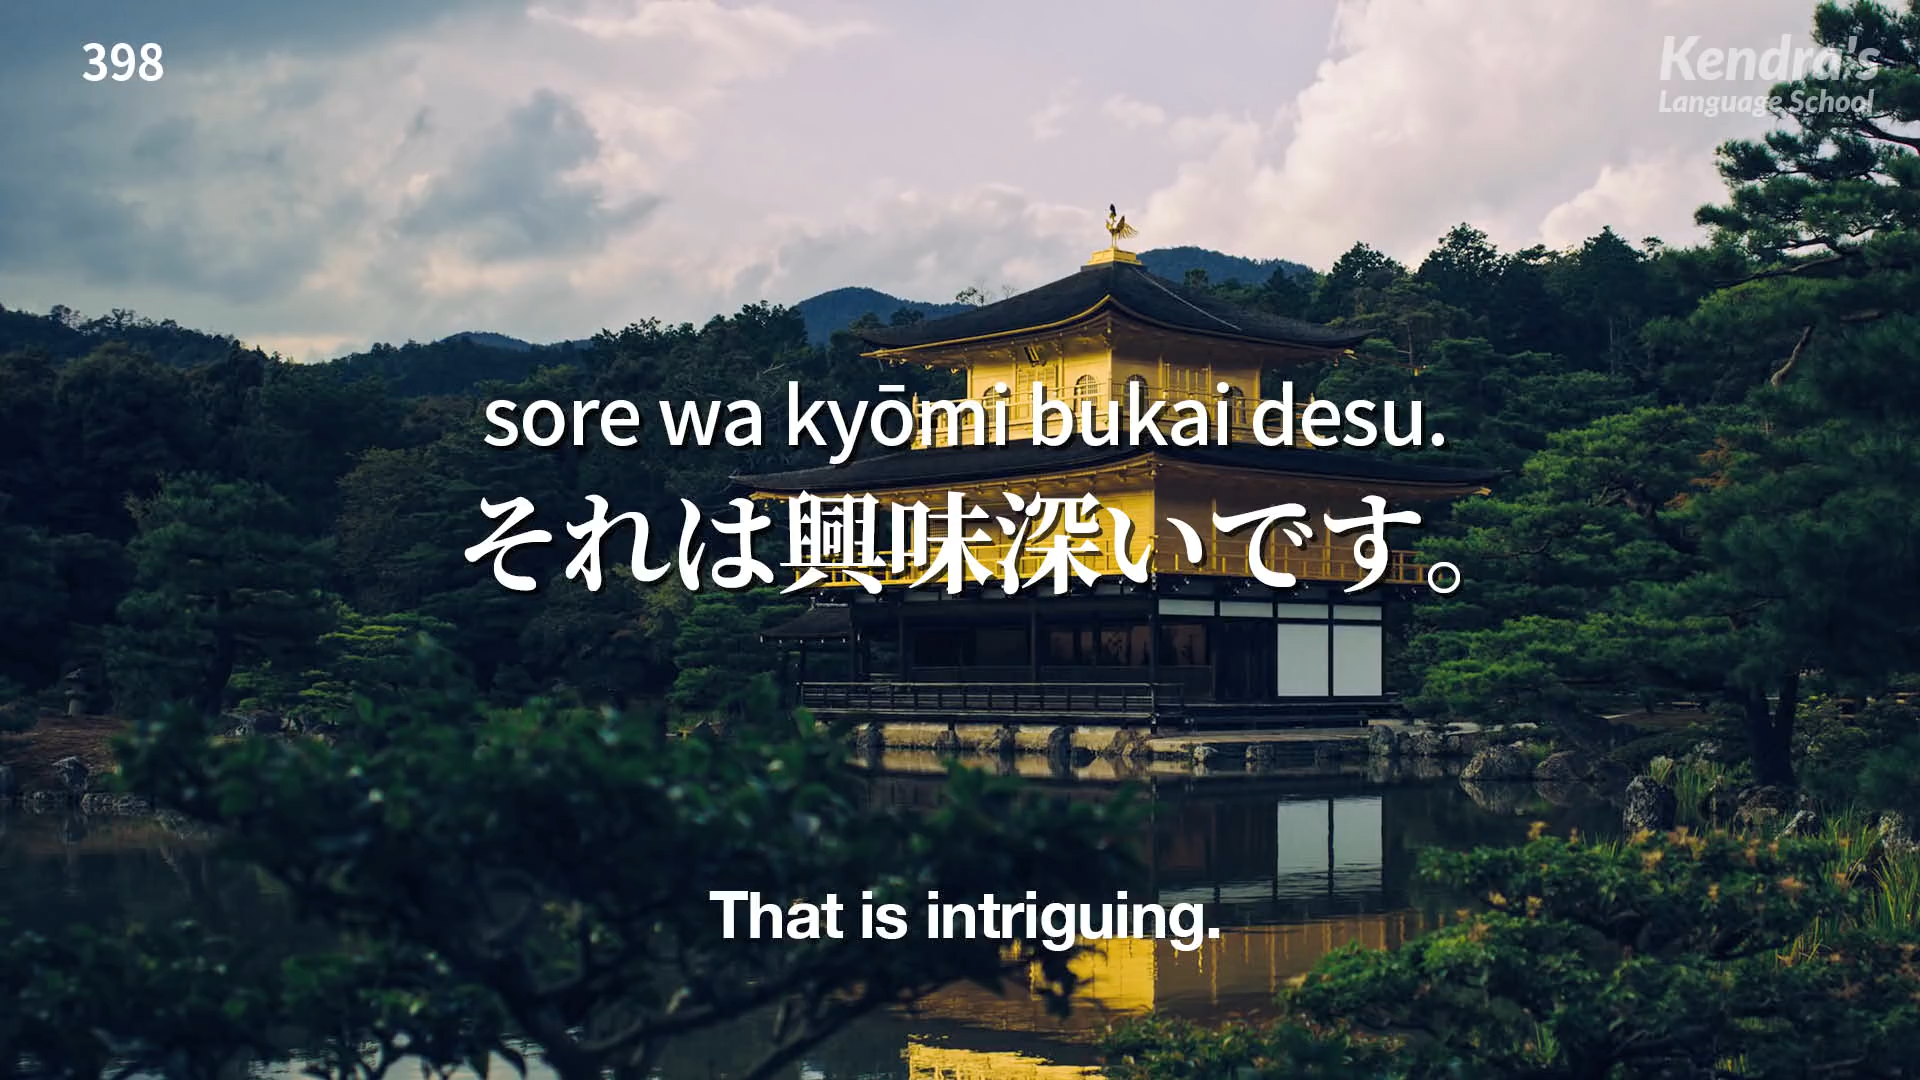 398
Kendra's
Language School
sore wa kyōmi bukai desu.
それは興味深いです。
That is intriguing.